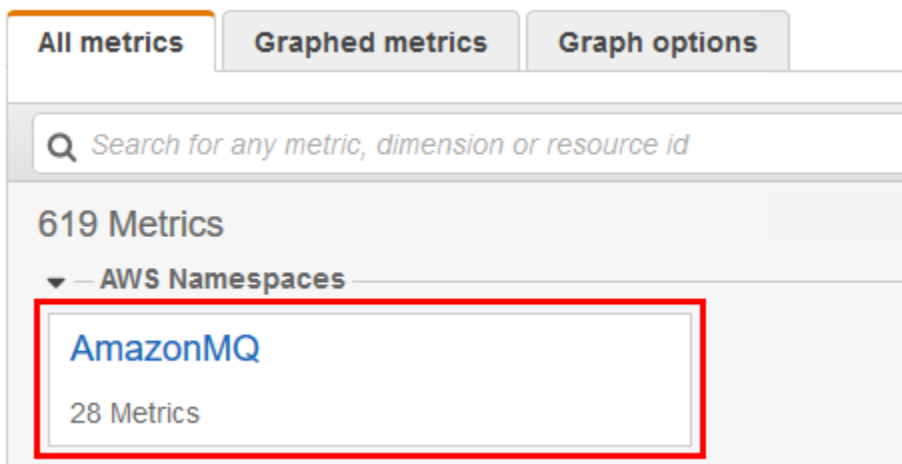 All metrics Graphed metrics Graph options
Search for any metric, dimension or resource id
619 Metrics
AWS Namespaces
AmazonMQ
28 Metrics